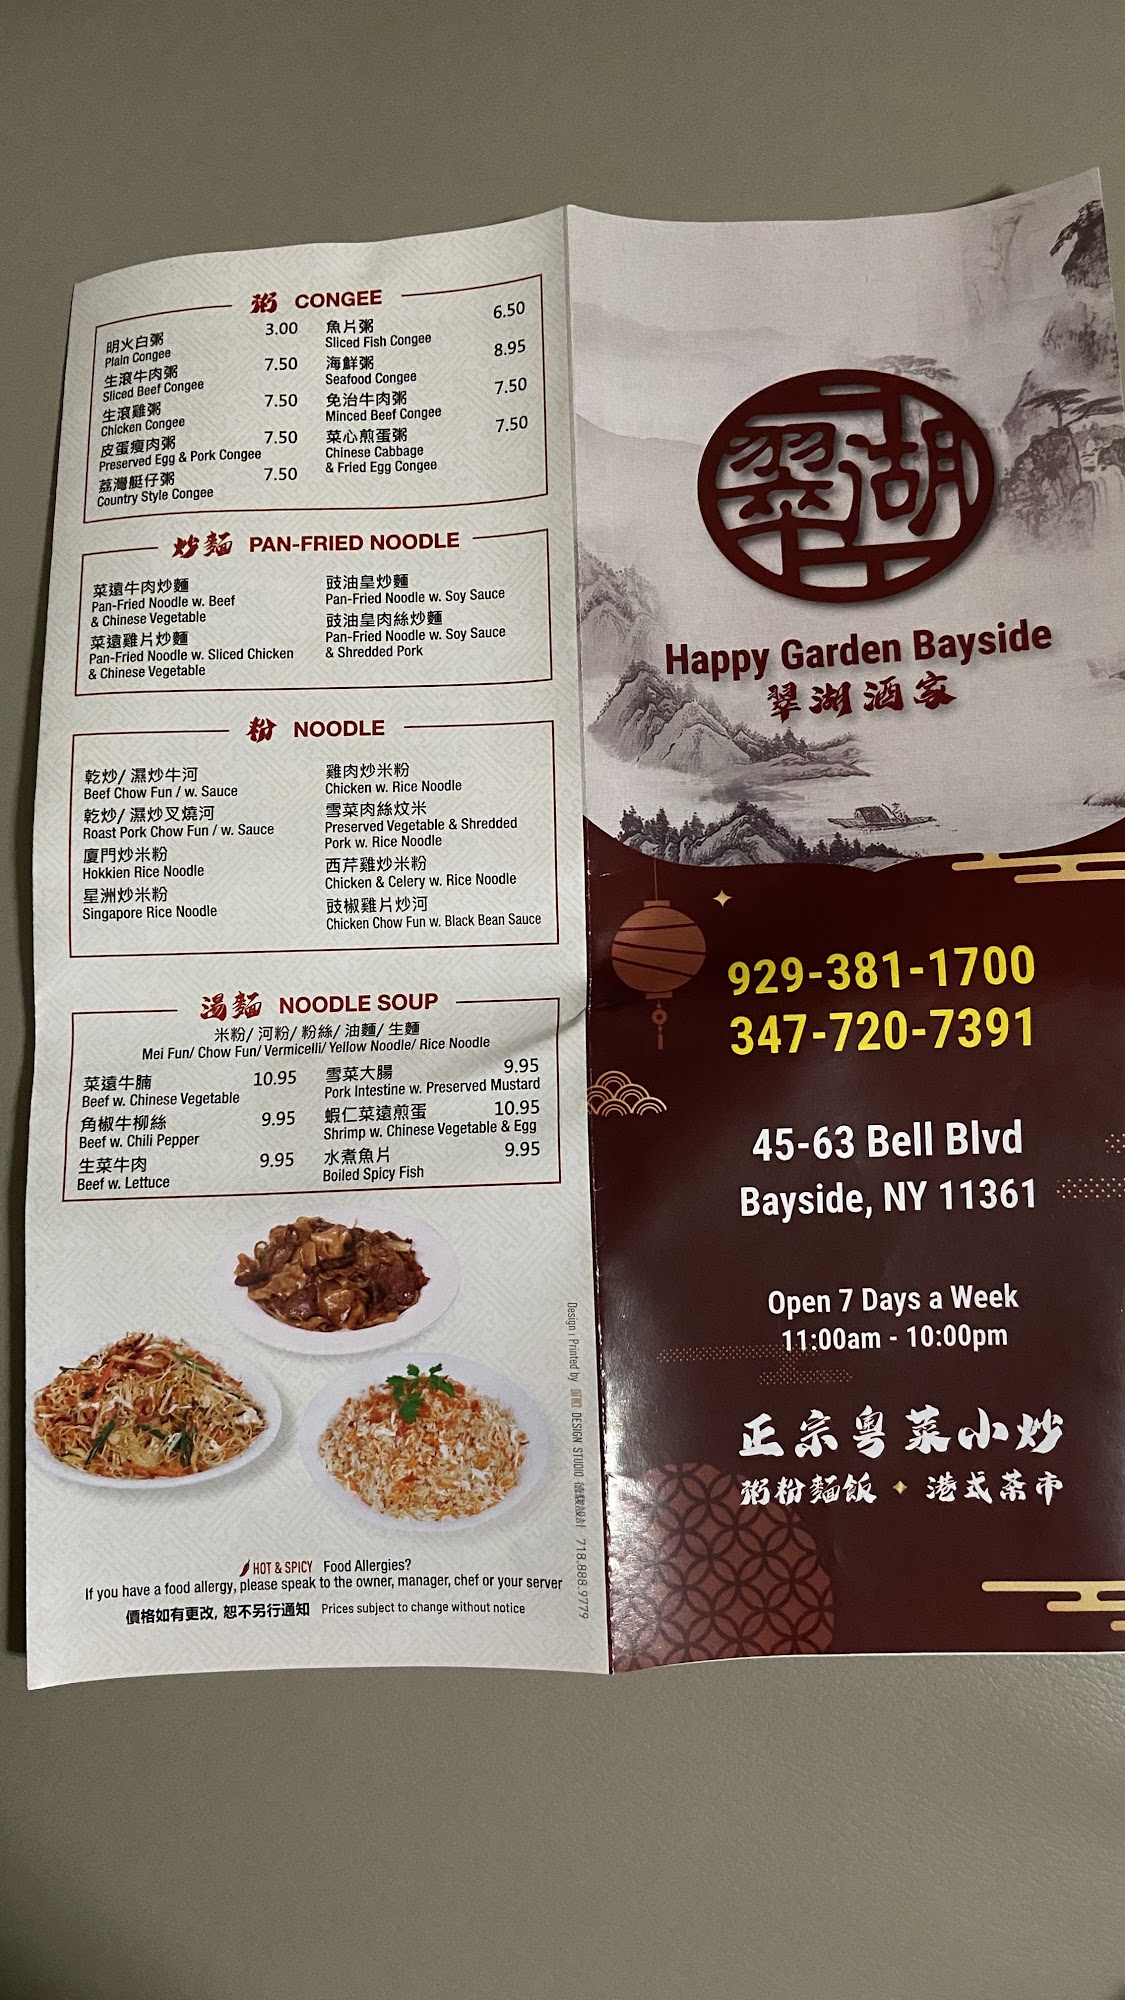 粥 CONGEE
明火白粥 3.00
Plain Congee
生滾牛肉粥 7.50
Sliced Beef Congee
生滾雞粥 7.50
Chicken Congee
皮蛋瘦肉粥 7.50
Preserved Egg & Pork Congee
荔灣艇仔粥 7.50
Country Style Congee
魚片粥 6.50
Sliced Fish Congee
海鮮粥 8.95
Seafood Congee
免治牛肉粥 7.50
Minced Beef Congee
菜心煎蛋粥 7.50
Chinese Cabbage
& Fried Egg Congee
炒麵 PAN-FRIED NOODLE
菜遠牛肉炒麵
Pan-Fried Noodle w. Beef
& Chinese Vegetable
菜遠雞片炒麵
Pan-Fried Noodle w. Sliced Chicken
& Chinese Vegetable
豉油皇炒麵
Pan-Fried Noodle w. Soy Sauce
豉油皇肉絲炒麵
Pan-Fried Noodle w. Soy Sauce
& Shredded Pork
粉 NOODLE
乾炒/ 濕炒牛河
Beef Chow Fun / w. Sauce
乾炒/ 濕炒叉燒河
Roast Pork Chow Fun / w. Sauce
廈門炒米粉
Hokkien Rice Noodle
星洲炒米粉
Singapore Rice Noodle
雞肉炒米粉
Chicken w. Rice Noodle
雪菜肉絲炆米
Preserved Vegetable & Shredded
Pork w. Rice Noodle
西芹雞炒米粉
Chicken & Celery w. Rice Noodle
豉椒雞片炒河
Chicken Chow Fun w. Black Bean Sauce
湯麵 NOODLE SOUP
米粉/ 河粉/ 粉絲/ 油麵/ 生麵
Mei Fun/ Chow Fun/ Vermicelli/ Yellow Noodle/ Rice Noodle
菜遠牛腩 10.95
Beef w. Chinese Vegetable
角椒牛柳絲 9.95
Beef w. Chili Pepper
生菜牛肉 9.95
Beef w. Lettuce
雪菜大腸 9.95
Pork Intestine w. Preserved Mustard
蝦仁菜遠煎蛋 10.95
Shrimp w. Chinese Vegetable & Egg
水煮魚片 9.95
Boiled Spicy Fish
HOT & SPICY Food Allergies?
If you have a food allergy, please speak to the owner, manager, chef or your server
價格如有更改, 恕不另行通知 Prices subject to change without notice
Design | Printed by DESIGN STUDIO 718.888.9779
翠湖
Happy Garden Bayside
翠湖酒家
929-381-1700
347-720-7391
45-63 Bell Blvd
Bayside, NY 11361
Open 7 Days a Week
11:00am - 10:00pm
正宗粵菜小炒
粥粉麵飯 港式茶市